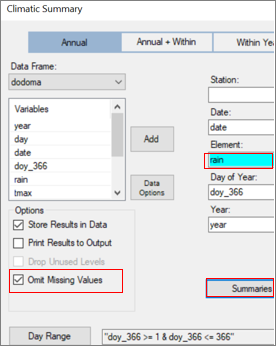 Climatic Summary
Annual
Annual + Within
Within Yea
Data Frame:
dodoma
Variables
year
day
date
doy_366
rain
tmax
Add
Data Options
Station:
Date:
date
Element:
rain
Day of Year:
doy_366
Year:
year
Options
Store Results in Data
Print Results to Output
Drop Unused Levels
Omit Missing Values
Summaries
Day Range
"doy_366 >= 1 & doy_366 <= 366"